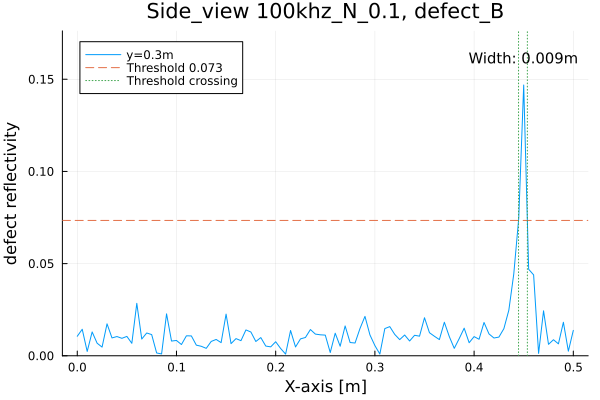 Side_view 100khz_N_0.1, defect_B
y=0.3m
Threshold 0.073
Threshold crossing
Width: 0.009m
defect reflectivity
0.15
0.10
0.05
0.00
0.0
0.1
0.2
0.3
0.4
0.5
X-axis [m]